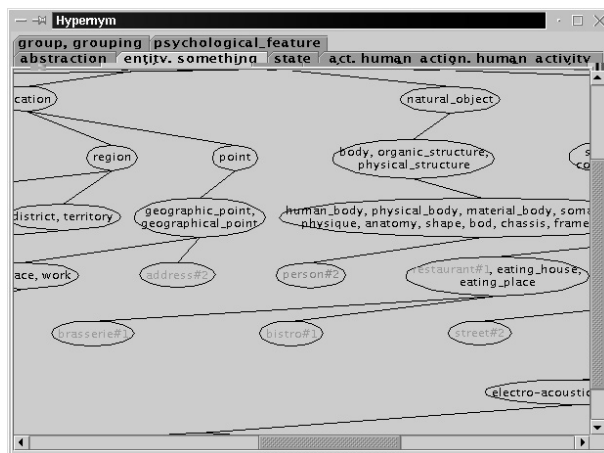 Hypernym
group, grouping psychological_feature
abstraction entity, something state act, human action, human activity
cation
natural_object
region
point
body, organic_structure,
physical_structure
s
co
district, territory
geographic_point,
geographical_point
human_body, physical_body, material_body, soma
physique, anatomy, shape, bod, chassis, frame
ace, work
address#2
person#2
restaurant#1, eating_house,
eating_place
brasserie#1
bistro#1
street#2
electro-acoustic